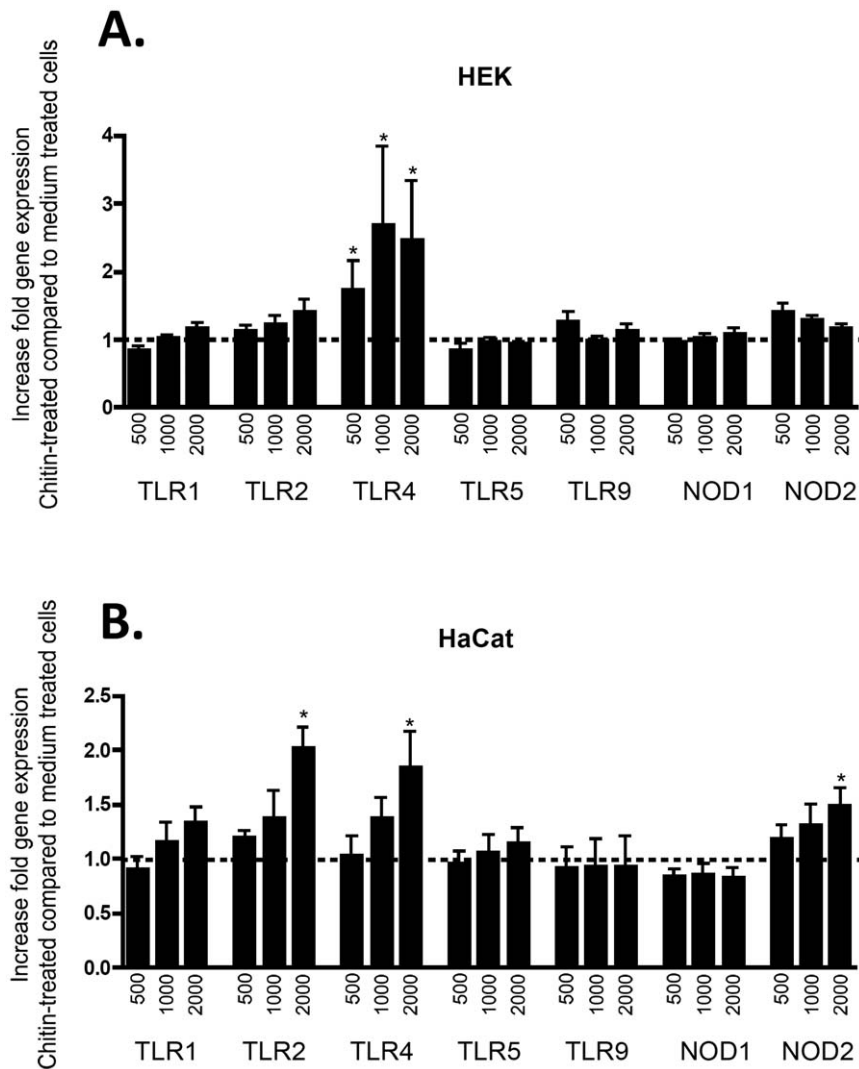 A.
HEK
Increase fold gene expression
Chitin-treated compared to medium treated cells
4
3
2
1
0
* * *
500 1000 2000 500 1000 2000 500 1000 2000 500 1000 2000 500 1000 2000 500 1000 2000 500 1000 2000
TLR1 TLR2 TLR4 TLR5 TLR9 NOD1 NOD2
B.
HaCat
Increase fold gene expression
Chitin-treated compared to medium treated cells
2.5
2.0
1.5
1.0
0.5
0.0
* * *
500 1000 2000 500 1000 2000 500 1000 2000 500 1000 2000 500 1000 2000 500 1000 2000 500 1000 2000
TLR1 TLR2 TLR4 TLR5 TLR9 NOD1 NOD2